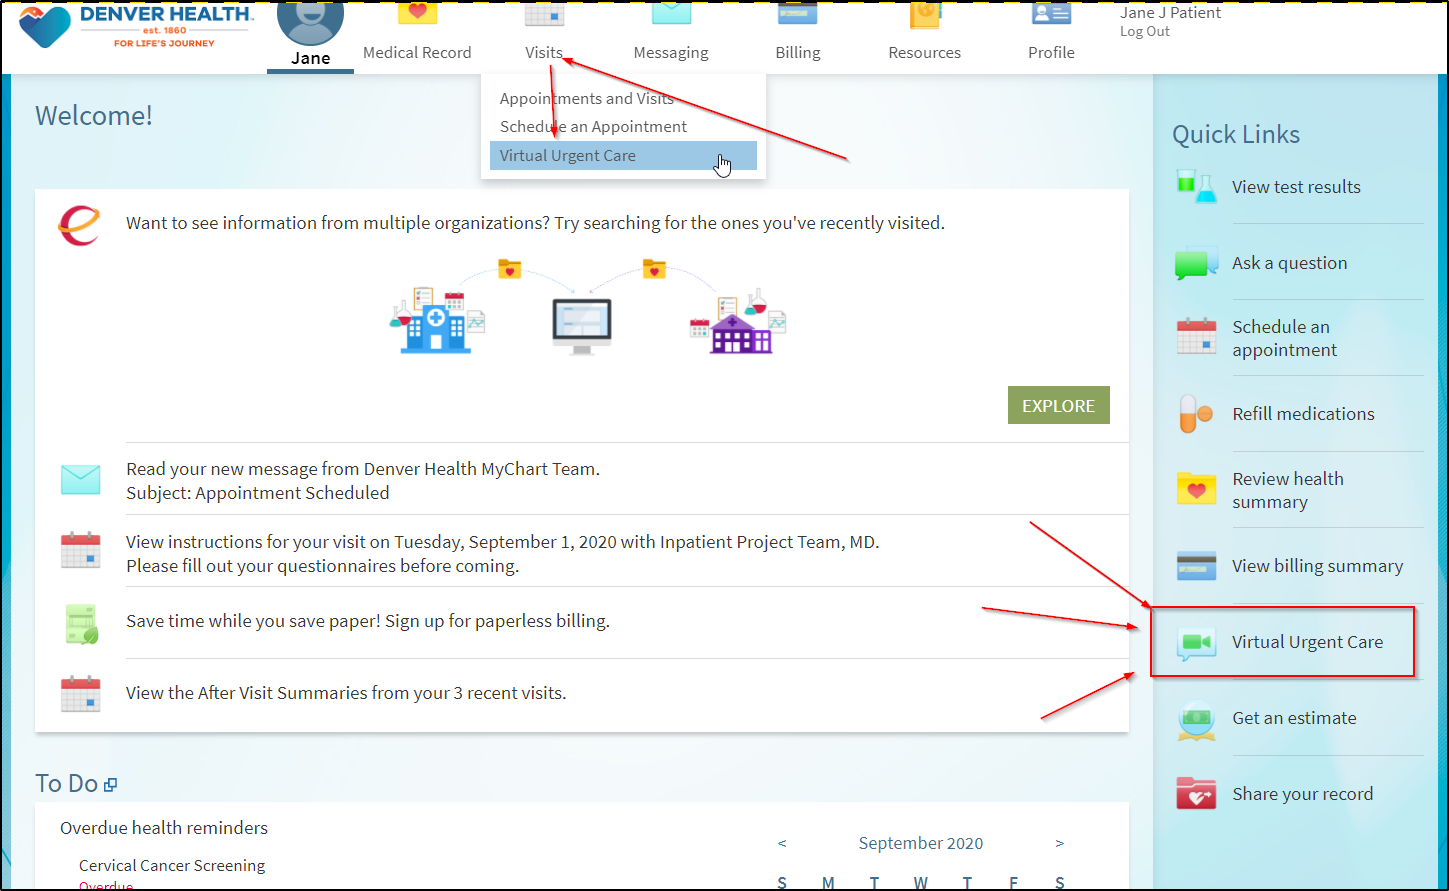 DENVER HEALTH.
est. 1860
FOR LIFE'S JOURNEY
Jane
Medical Record
Visits
Messaging
Billing
Resources
Profile
Jane J Patient
Log Out
Appointments and Visits
Schedule an Appointment
Virtual Urgent Care
Welcome!
Want to see information from multiple organizations? Try searching for the ones you've recently visited.
EXPLORE
Read your new message from Denver Health MyChart Team.
Subject: Appointment Scheduled
View instructions for your visit on Tuesday, September 1, 2020 with Inpatient Project Team, MD.
Please fill out your questionnaires before coming.
Save time while you save paper! Sign up for paperless billing.
View the After Visit Summaries from your 3 recent visits.
To Do
Overdue health reminders
Cervical Cancer Screening
Overdue
< September 2020 >
S M T W T F S
Quick Links
View test results
Ask a question
Schedule an
appointment
Refill medications
Review health
summary
View billing summary
Virtual Urgent Care
Get an estimate
Share your record